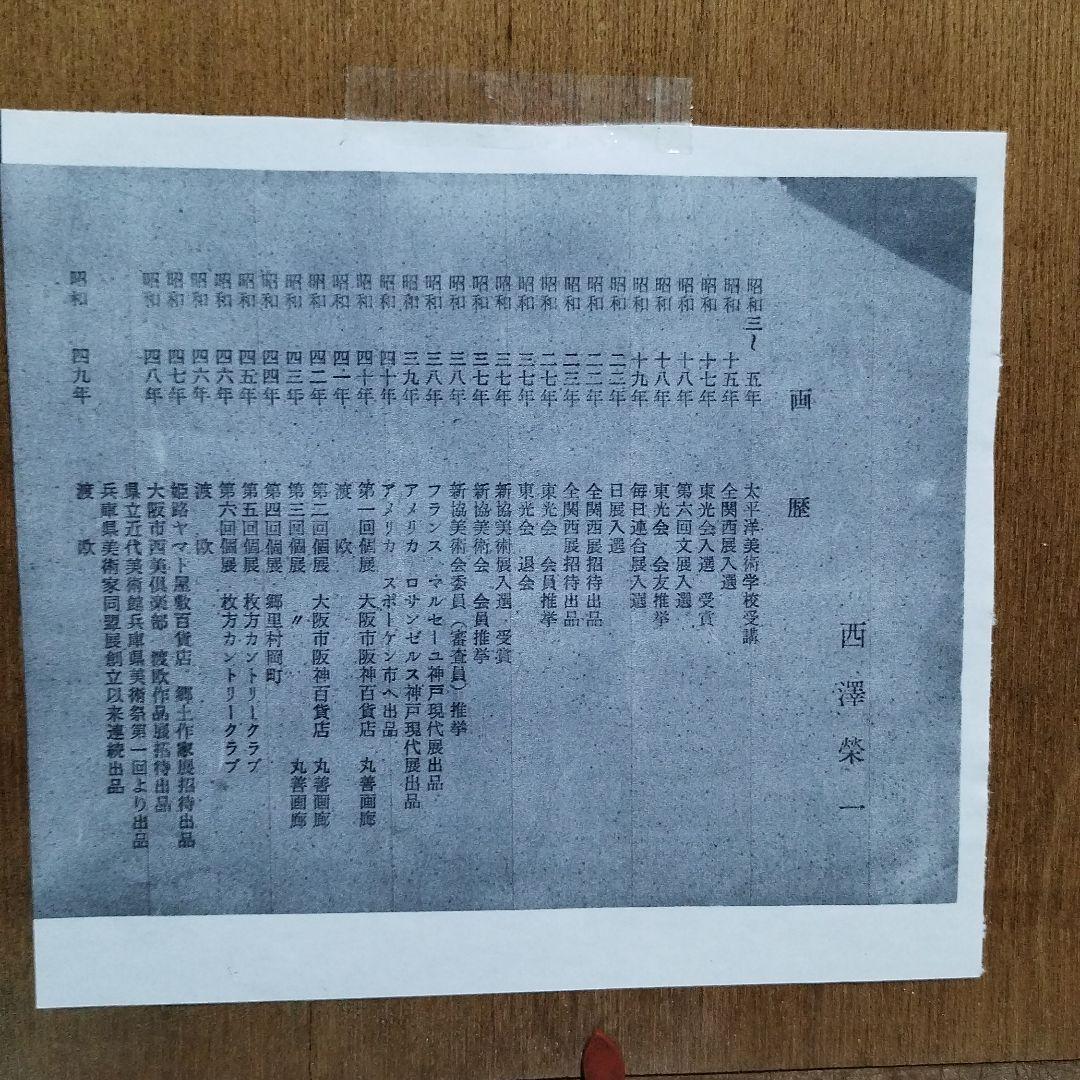 西澤榮一
画歴
昭和三〜五年 太平洋美術学校受講
昭和十五年 全関西展入選
昭和十七年 東光会入選 受賞
昭和十八年 第六回文展入選
昭和十八年 東光会 会友推挙
昭和十九年 毎日連合展入選
昭和二二年 日展入選
昭和二二年 全関西展招待出品
昭和二三年 全関西展招待出品
昭和二七年 東光会 会員推挙
昭和三七年 東光会 退会
昭和三七年 新協美術展入選 受賞
昭和三七年 新協美術会 会員推挙
昭和三八年 新協美術会委員(審査員)推挙
昭和三八年 フランス マルセーユ神戸現代展出品
昭和三九年 アメリカ ロサンゼルス神戸現代展出品
昭和四十年 アメリカ スポーケン市へ出品
昭和四十年 第一回個展 大阪市阪神百貨店 丸善画廊
昭和四一年 渡欧
昭和四二年 第二回個展 大阪市阪神百貨店 丸善画廊
昭和四三年 第三回個展 〃 丸善画廊
昭和四四年 第四回個展 郷里村岡町
昭和四五年 第五回個展 枚方カントリークラブ
昭和四六年 第六回個展 枚方カントリークラブ
昭和四六年 渡欧
昭和四七年 姫路ヤマト屋敷百貨店 郷土作家展招待出品
昭和四八年 大阪市西美倶楽部 渡欧作品展招待出品
県立近代美術館兵庫県美術祭第一回より出品
兵庫県美術家同盟展創立以来連続出品
昭和四九年 渡欧